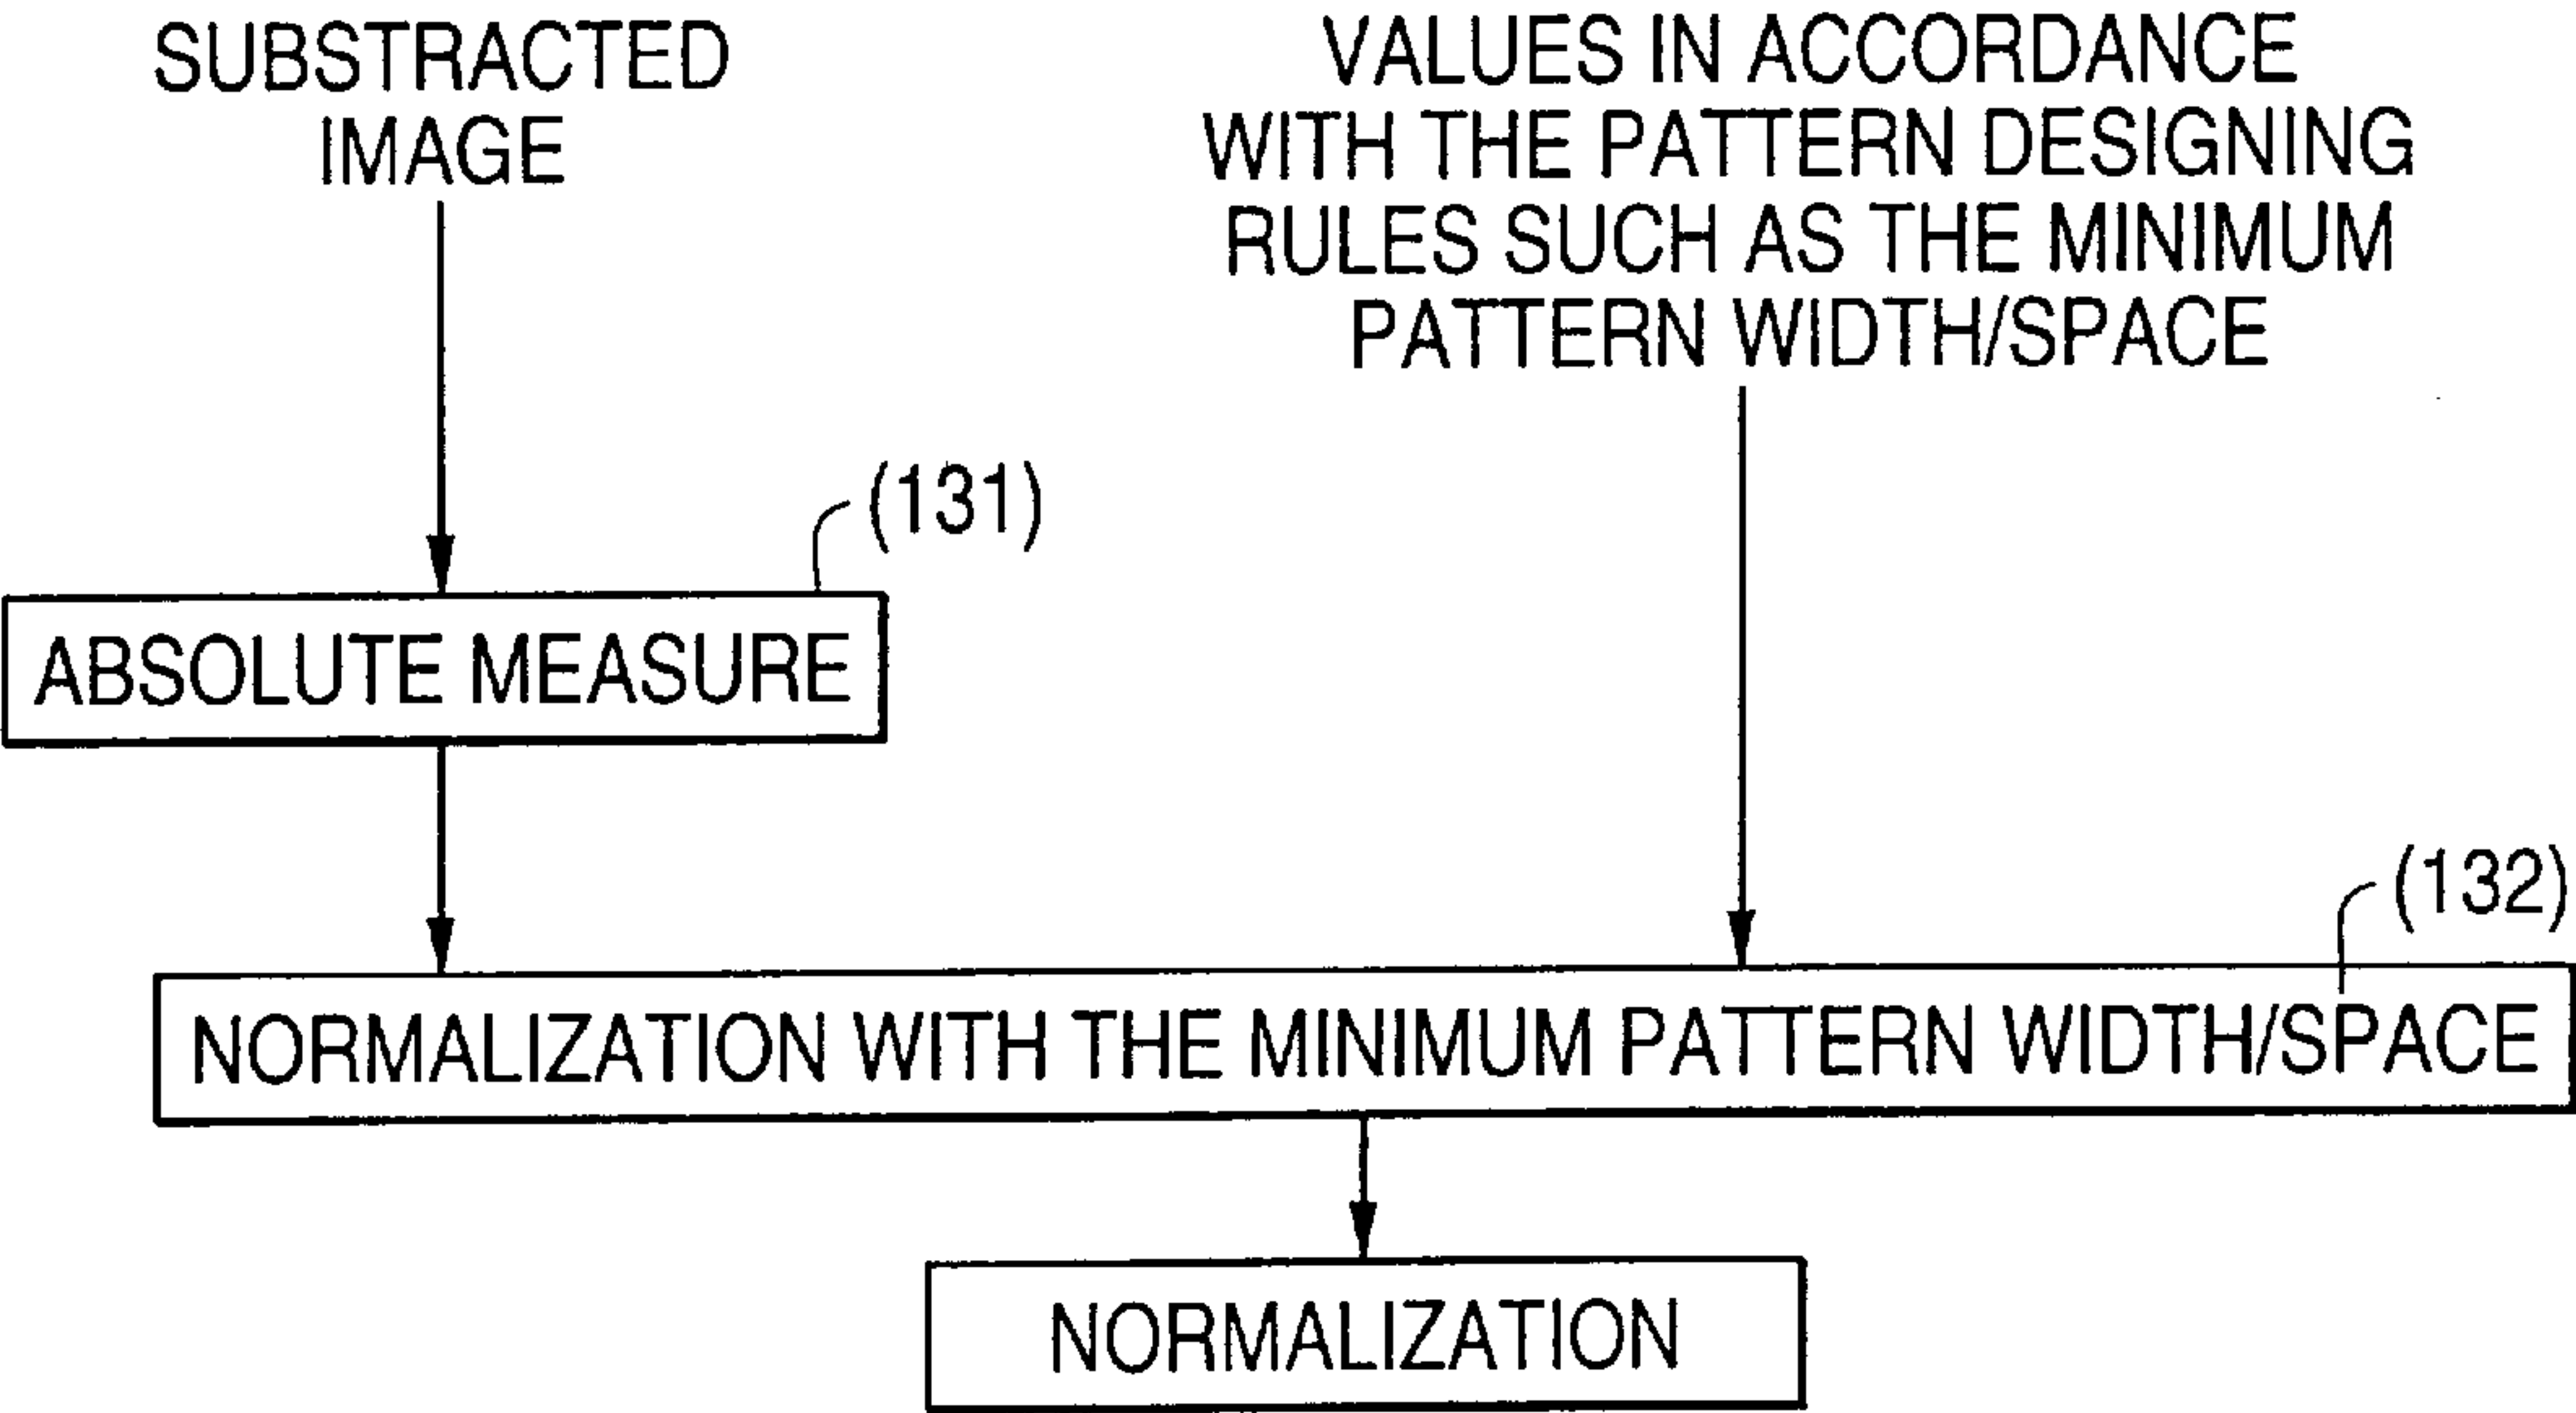 SUBSTRACTED
IMAGE
VALUES IN ACCORDANCE
WITH THE PATTERN DESIGNING
RULES SUCH AS THE MINIMUM
PATTERN WIDTH/SPACE
(131)
ABSOLUTE MEASURE
(132)
NORMALIZATION WITH THE MINIMUM PATTERN WIDTH/SPACE
NORMALIZATION